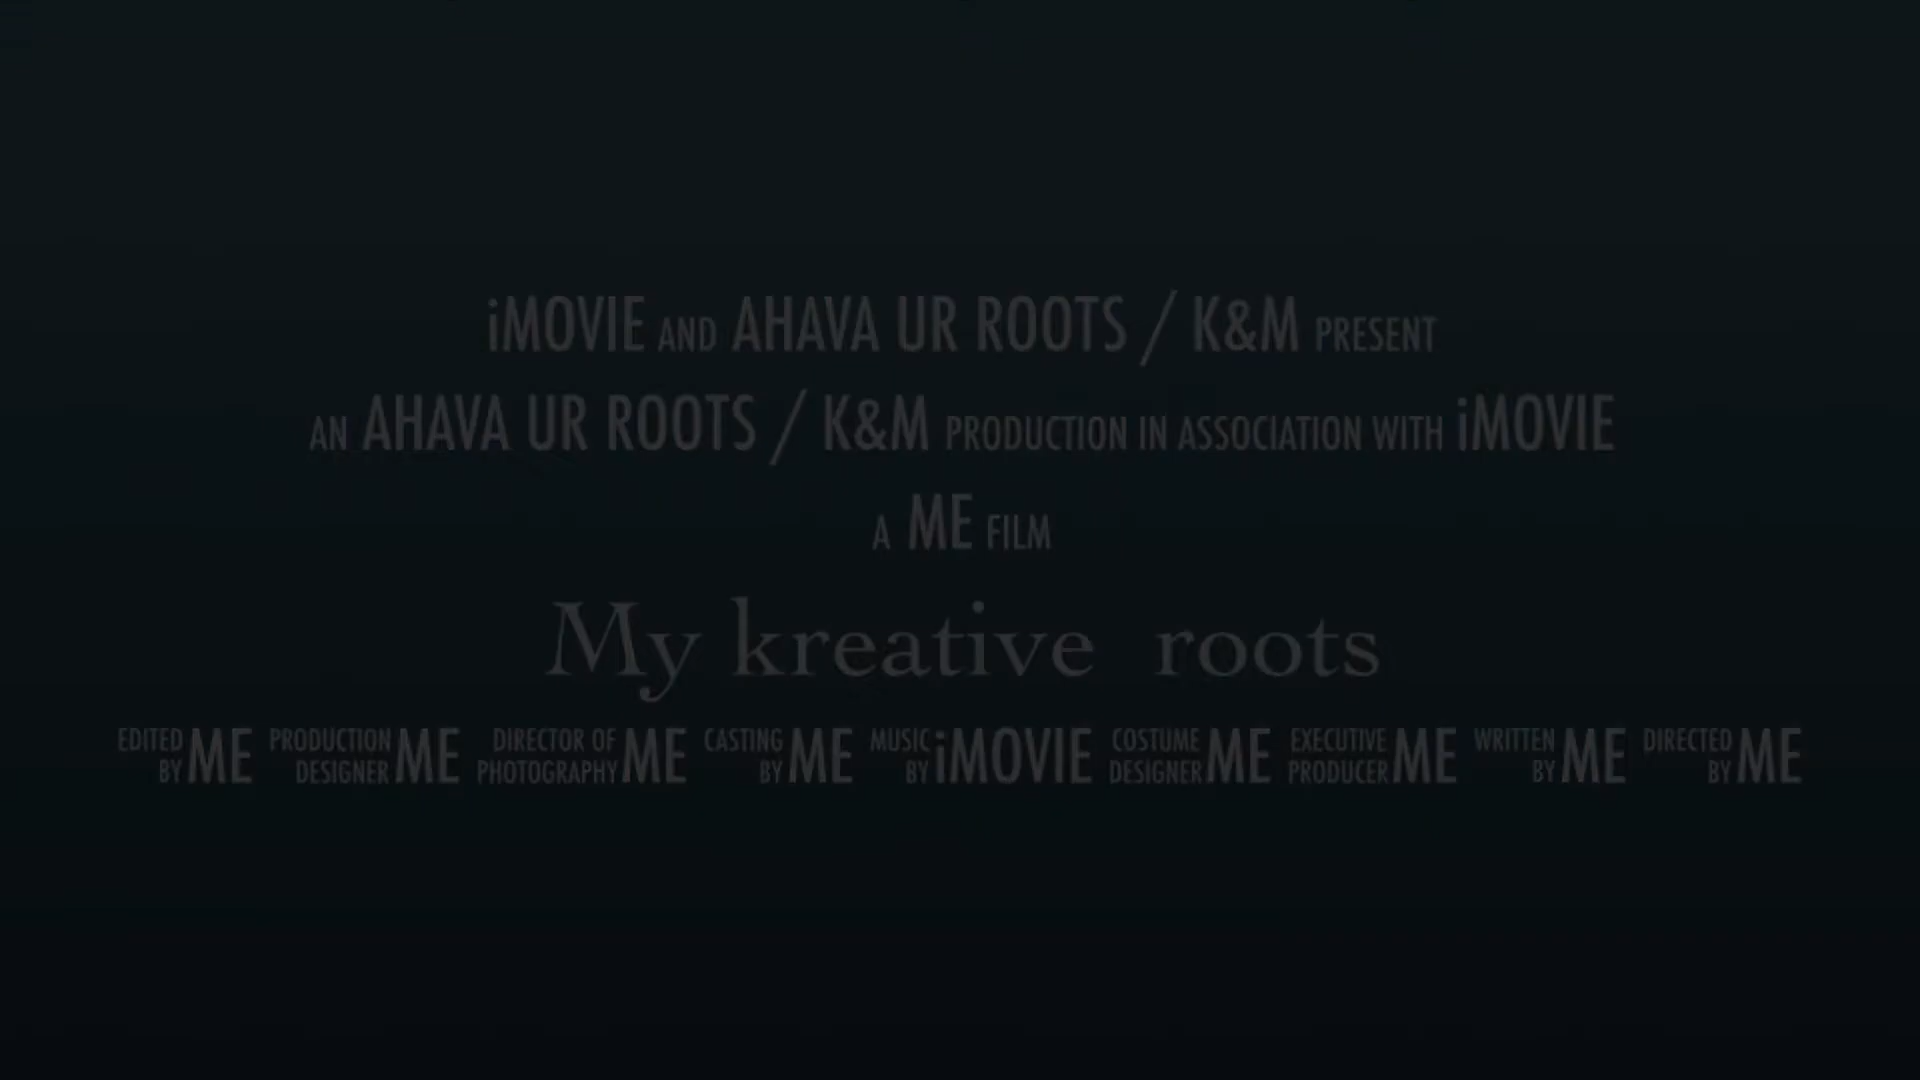 iMOVIE AND AHAVA UR ROOTS / K&M PRESENT
AN AHAVA UR ROOTS / K&M PRODUCTION IN ASSOCIATION WITH iMOVIE
A ME FILM
My kreative roots
EDITED BY ME PRODUCTION DESIGNER ME DIRECTOR OF PHOTOGRAPHY ME CASTING BY ME MUSIC BY iMOVIE COSTUME DESIGNER ME EXECUTIVE PRODUCER ME WRITTEN BY ME DIRECTED BY ME